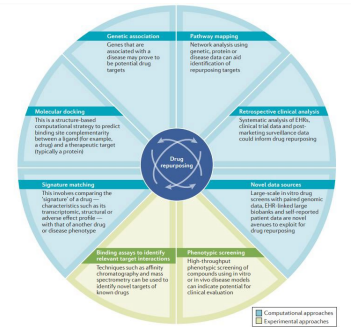 Genetic association
Genes that are
associated with a
disease may prove to
be potential drug
targets
Pathway mapping
Network analysis using
genetic, protein or
disease data can aid
identification of
repurposing targets
Molecular docking
This is a structure-based
computational strategy to predict
binding site complementarity
between a ligand (for example,
a drug) and a therapeutic target
(typically a protein)
Retrospective clinical analysis
Systematic analysis of EHRs,
clinical trial data and post-
marketing surveillance data
could inform drug repurposing
Drug
repurposing
Signature matching
This involves comparing the
'signature' of a drug —
characteristics such as its
transcriptomic, structural or
adverse effect profile —
with that of another drug
or disease phenotype
Novel data sources
Large-scale in vitro drug
screens with paired genomic
data, EHR-linked large
biobanks and self-reported
patient data are novel
avenues to exploit for
drug repurposing
Binding assays to identify
relevant target interactions
Techniques such as affinity
chromatography and mass
spectrometry can be used to
identify novel targets of
known drugs
Phenotypic screening
High-throughput
phenotypic screening of
compounds using in vitro
or in vivo disease models
can indicate potential for
clinical evaluation
Computational approaches
Experimental approaches